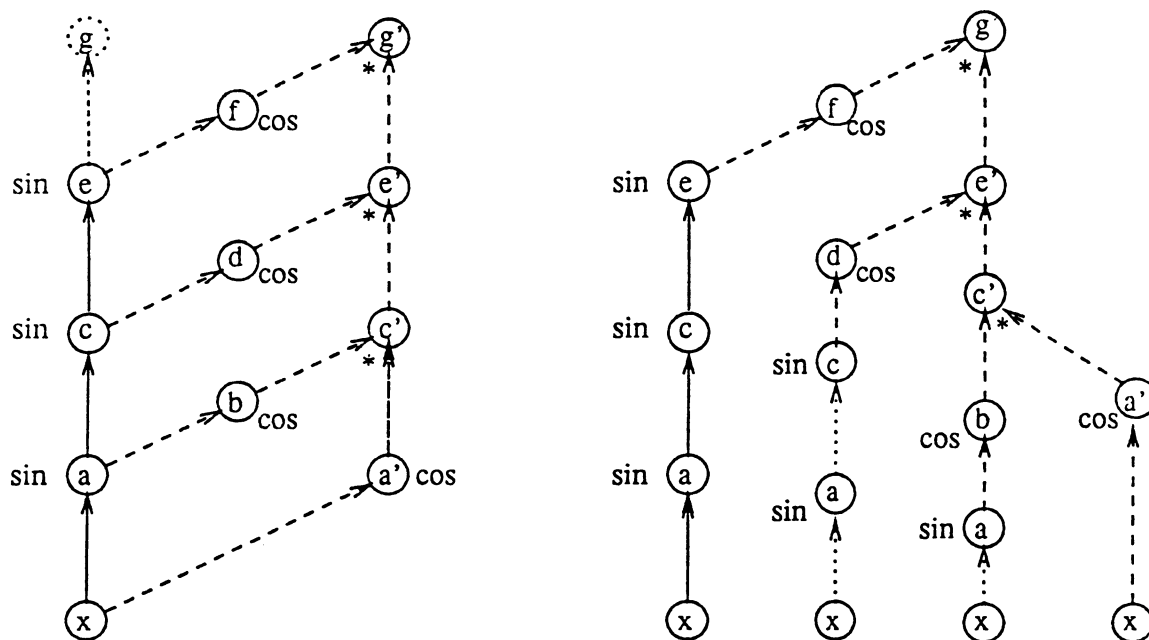 g g' g
* *
f cos f cos
sin e e' sin e e'
* *
d cos d cos
c'
sin c c' sin c *
* sin c
b cos a'
cos
cos b
sin a a' cos sin a
sin a
sin a
x x x x x